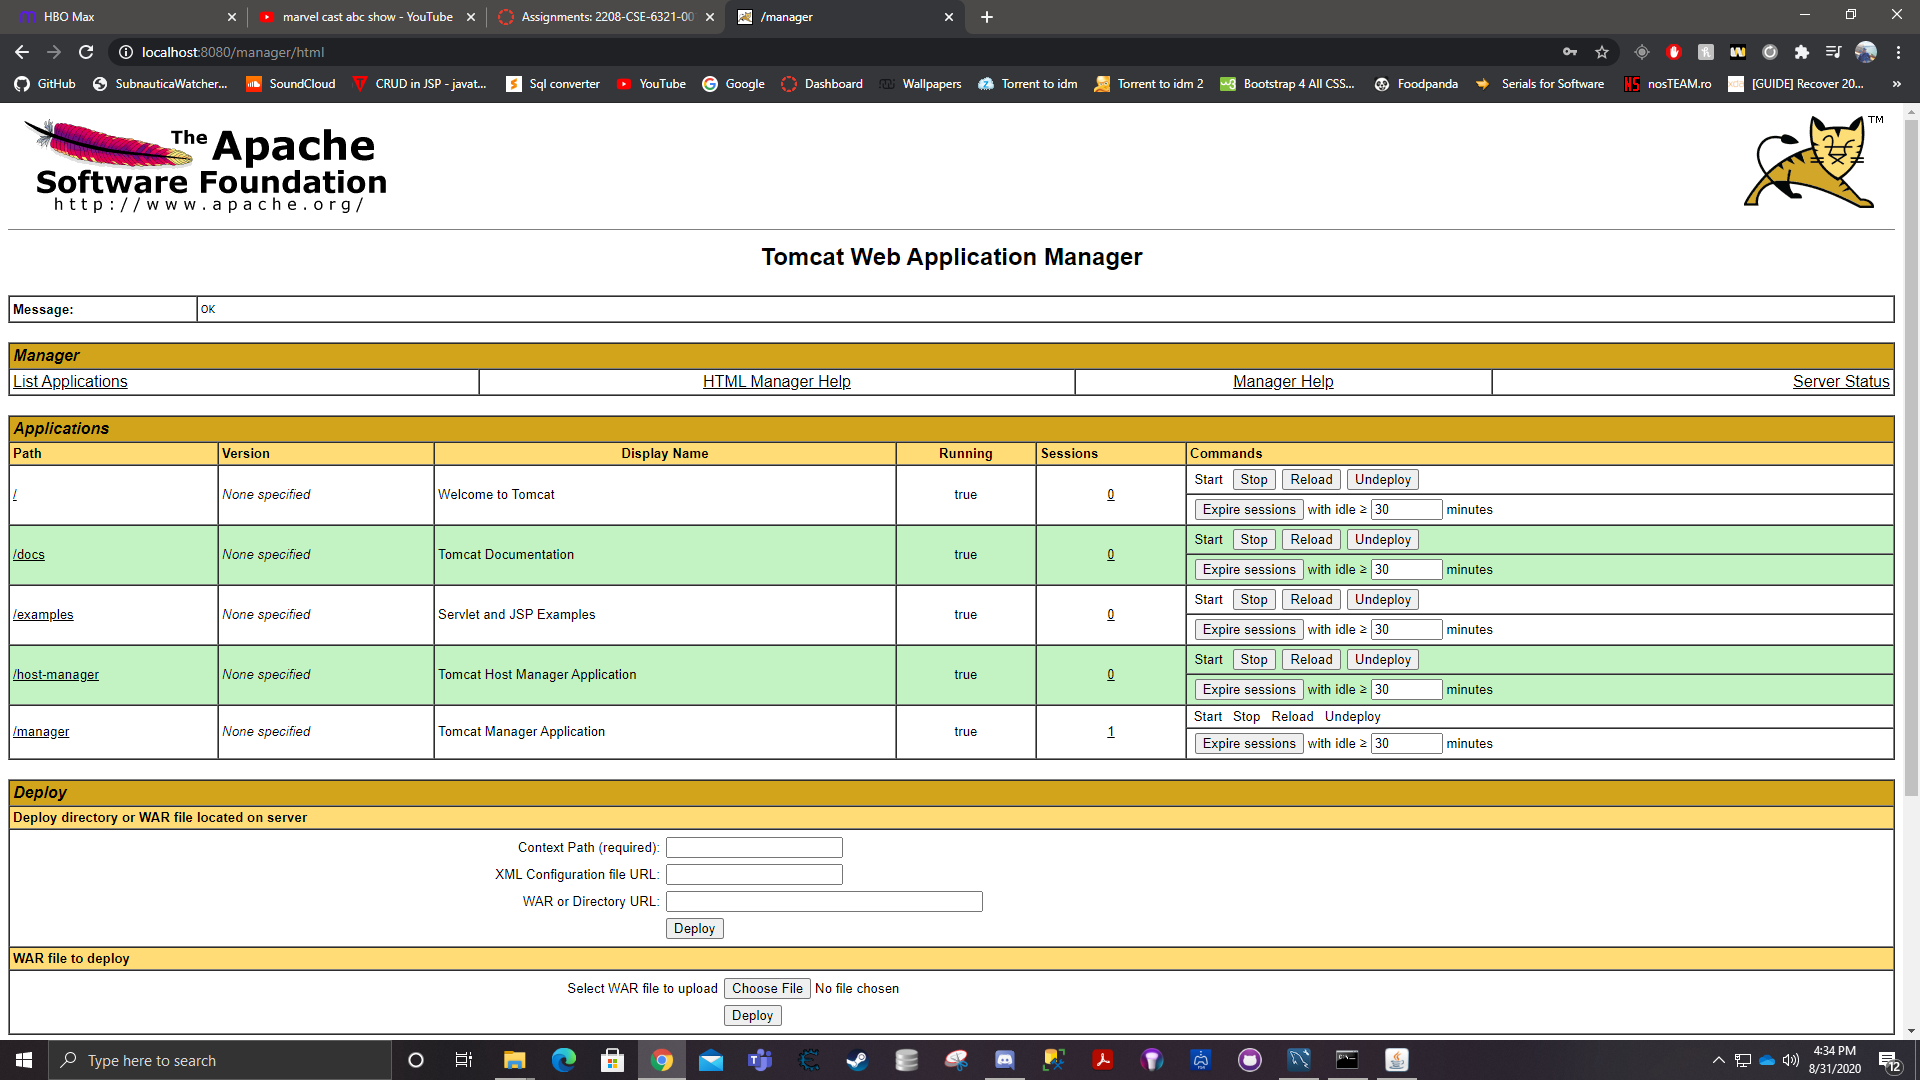 HBO Max
marvel cast abc show - YouTube
Assignments: 2208-CSE-6321-00
/manager
localhost:8080/manager/html
GitHub SubnauticaWatcher... SoundCloud CRUD in JSP - javat... Sql converter YouTube Google Dashboard Wallpapers Torrent to idm Torrent to idm 2 Bootstrap 4 All CSS... Foodpanda Serials for Software nosTEAM.ro [GUIDE] Recover 20... »
The Apache
Software Foundation
http://www.apache.org/
TM
Tomcat Web Application Manager
Message: OK
Manager
List Applications HTML Manager Help Manager Help Server Status
Applications
Path Version Display Name Running Sessions Commands
/ None specified Welcome to Tomcat true 0 Start Stop Reload Undeploy
Expire sessions with idle ≥ 30 minutes
/docs None specified Tomcat Documentation true 0 Start Stop Reload Undeploy
Expire sessions with idle ≥ 30 minutes
/examples None specified Servlet and JSP Examples true 0 Start Stop Reload Undeploy
Expire sessions with idle ≥ 30 minutes
/host-manager None specified Tomcat Host Manager Application true 0 Start Stop Reload Undeploy
Expire sessions with idle ≥ 30 minutes
/manager None specified Tomcat Manager Application true 1 Start Stop Reload Undeploy
Expire sessions with idle ≥ 30 minutes
Deploy
Deploy directory or WAR file located on server
Context Path (required):
XML Configuration file URL:
WAR or Directory URL:
Deploy
WAR file to deploy
Select WAR file to upload Choose File No file chosen
Deploy
Type here to search
4:34 PM
8/31/2020
12